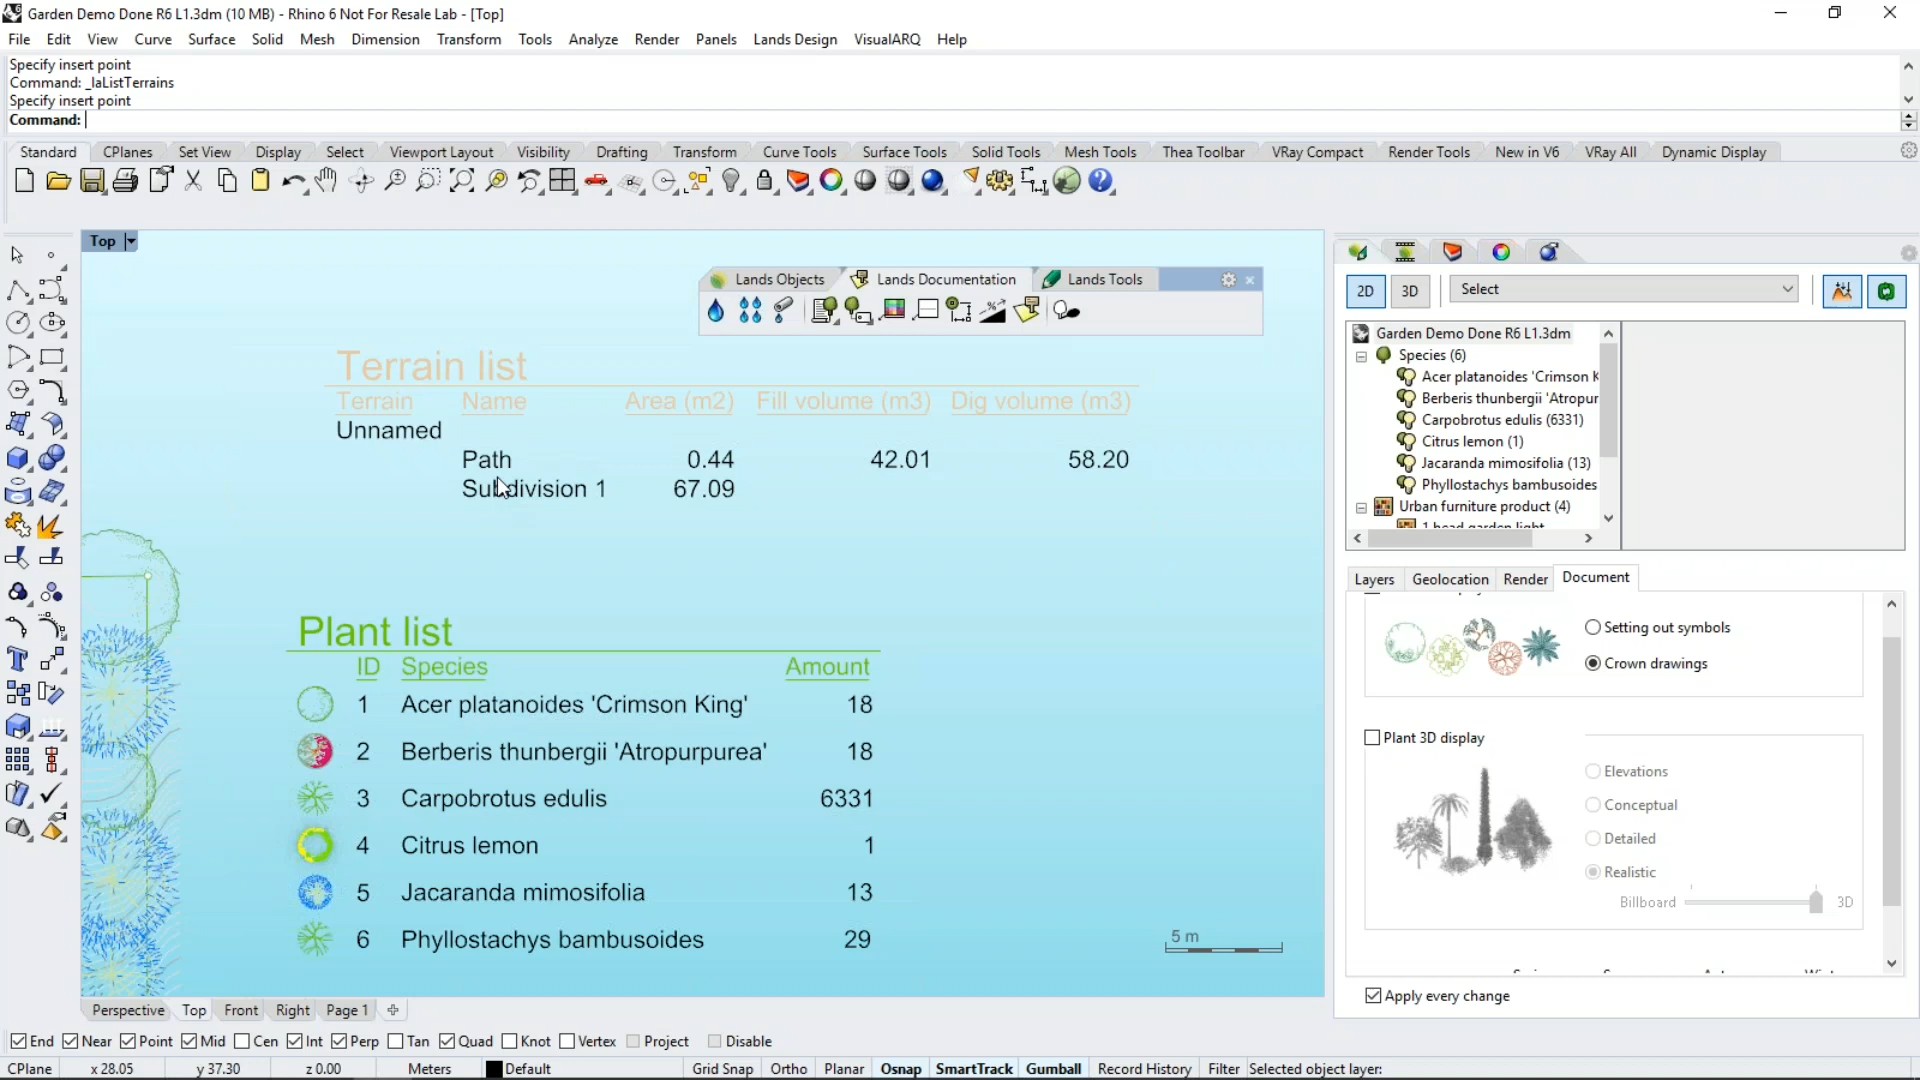 Garden Demo Done R6 L1.3dm (10 MB) - Rhino 6 Not For Resale Lab - [Top]
File Edit View Curve Surface Solid Mesh Dimension Transform Tools Analyze Render Panels Lands Design VisualARQ Help
Specify insert point
Command: _laListTerrains
Specify insert point
Command:
Standard CPlanes Set View Display Select Viewport Layout Visibility Drafting Transform Curve Tools Surface Tools Solid Tools Mesh Tools Thea Toolbar VRay Compact Render Tools New in V6 VRay All Dynamic Display
Top
Lands Objects Lands Documentation Lands Tools
Terrain list
Terrain Name Area (m2) Fill volume (m3) Dig volume (m3)
Unnamed
Path 0.44 42.01 58.20
Subdivision 1 67.09
Plant list
ID Species Amount
1 Acer platanoides 'Crimson King' 18
2 Berberis thunbergii 'Atropurpurea' 18
3 Carpobrotus edulis 6331
4 Citrus lemon 1
5 Jacaranda mimosifolia 13
6 Phyllostachys bambusoides 29
5 m
2D 3D Select
Garden Demo Done R6 L1.3dm
Species (6)
Acer platanoides 'Crimson K
Berberis thunbergii 'Atropur
Carpobrotus edulis (6331)
Citrus lemon (1)
Jacaranda mimosifolia (13)
Phyllostachys bambusoides
Urban furniture product (4)
1 head garden light
Layers Geolocation Render Document
Setting out symbols
Crown drawings
Plant 3D display
Elevations
Conceptual
Detailed
Realistic
Billboard 3D
Apply every change
Perspective Top Front Right Page 1
End Near Point Mid Cen Int Perp Tan Quad Knot Vertex Project Disable
CPlane x 28.05 y 37.30 z 0.00 Meters Default Grid Snap Ortho Planar Osnap SmartTrack Gumball Record History Filter Selected object layer: